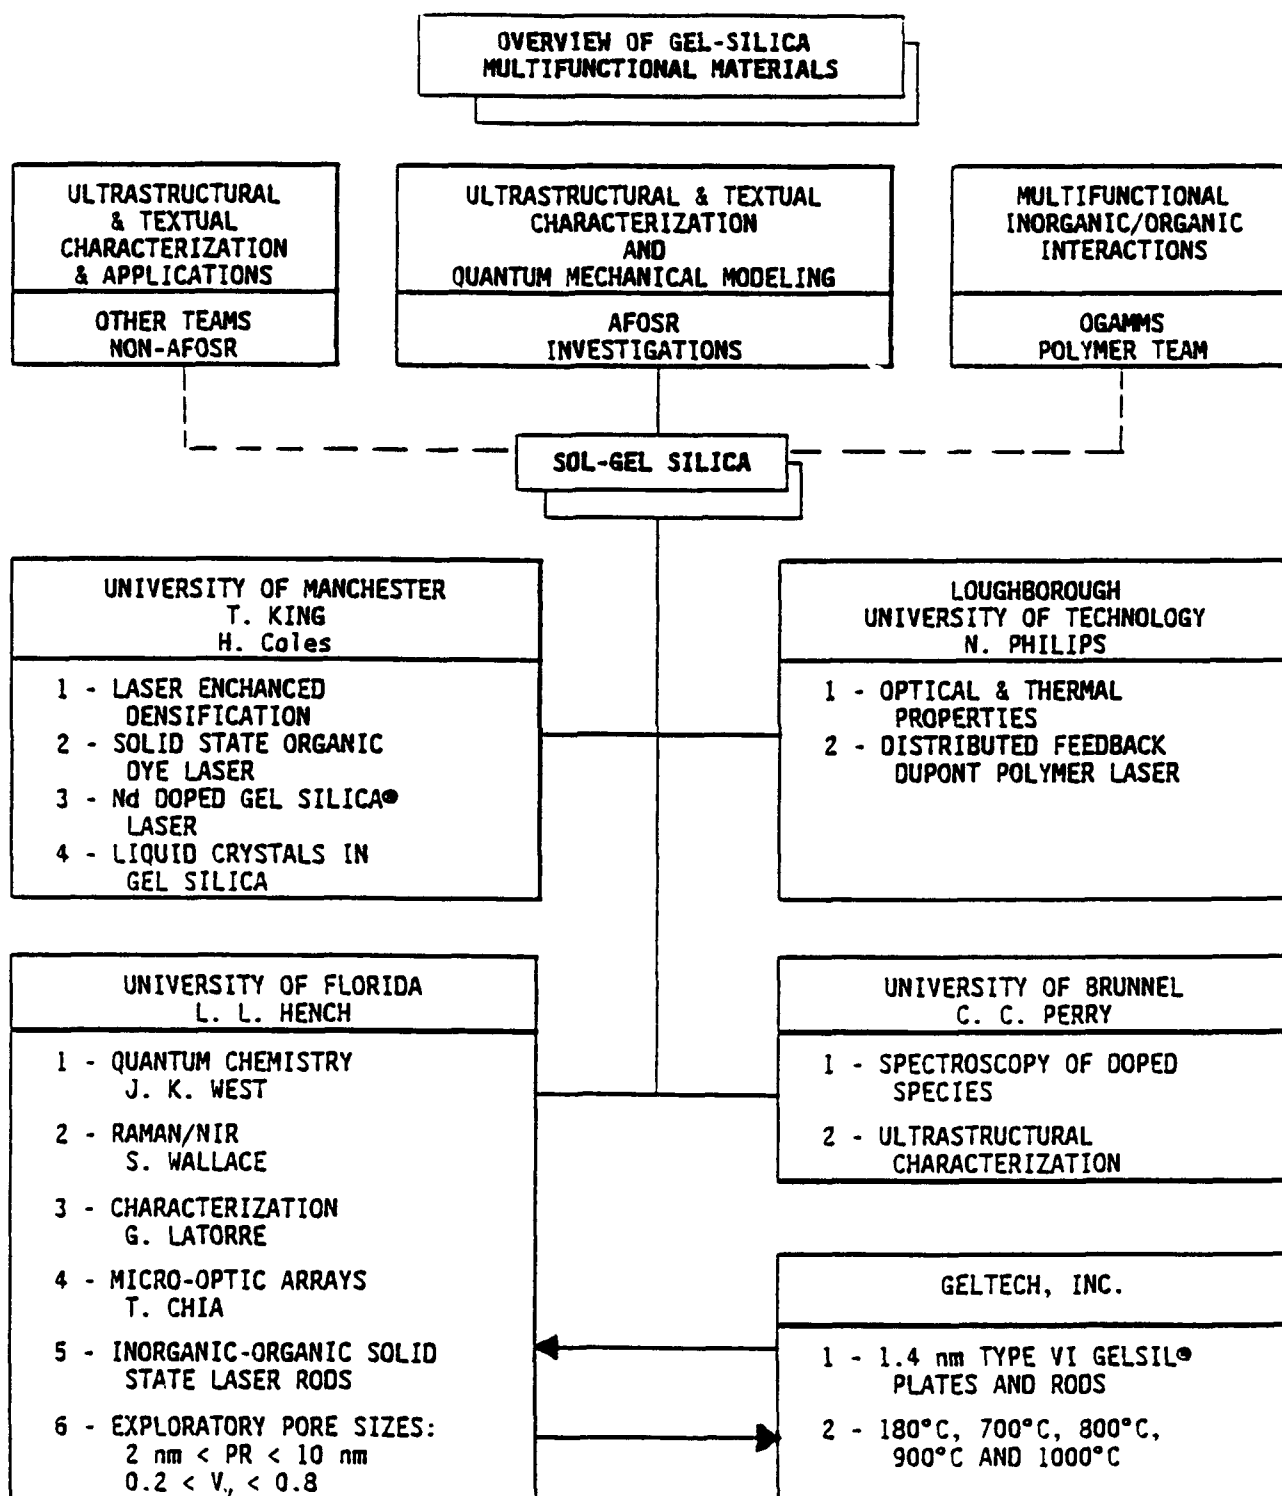 OVERVIEW OF GEL-SILICA
MULTIFUNCTIONAL MATERIALS
ULTRASTRUCTURAL
& TEXTUAL
CHARACTERIZATION
& APPLICATIONS
OTHER TEAMS
NON-AFOSR
ULTRASTRUCTURAL & TEXTUAL
CHARACTERIZATION
AND
QUANTUM MECHANICAL MODELING
AFOSR
INVESTIGATIONS
MULTIFUNCTIONAL
INORGANIC/ORGANIC
INTERACTIONS
OGAMMS
POLYMER TEAM
SOL-GEL SILICA
UNIVERSITY OF MANCHESTER
T. KING
H. Coles
1 - LASER ENCHANCED
DENSIFICATION
2 - SOLID STATE ORGANIC
DYE LASER
3 - Nd DOPED GEL SILICA®
LASER
4 - LIQUID CRYSTALS IN
GEL SILICA
LOUGHBOROUGH
UNIVERSITY OF TECHNOLOGY
N. PHILIPS
1 - OPTICAL & THERMAL
PROPERTIES
2 - DISTRIBUTED FEEDBACK
DUPONT POLYMER LASER
UNIVERSITY OF FLORIDA
L. L. HENCH
1 - QUANTUM CHEMISTRY
J. K. WEST
2 - RAMAN/NIR
S. WALLACE
3 - CHARACTERIZATION
G. LATORRE
4 - MICRO-OPTIC ARRAYS
T. CHIA
5 - INORGANIC-ORGANIC SOLID
STATE LASER RODS
6 - EXPLORATORY PORE SIZES:
2 nm < PR < 10 nm
0.2 < V < 0.8
UNIVERSITY OF BRUNNEL
C. C. PERRY
1 - SPECTROSCOPY OF DOPED
SPECIES
2 - ULTRASTRUCTURAL
CHARACTERIZATION
GELTECH, INC.
1 - 1.4 nm TYPE VI GELSIL®
PLATES AND RODS
2 - 180°C, 700°C, 800°C,
900°C AND 1000°C